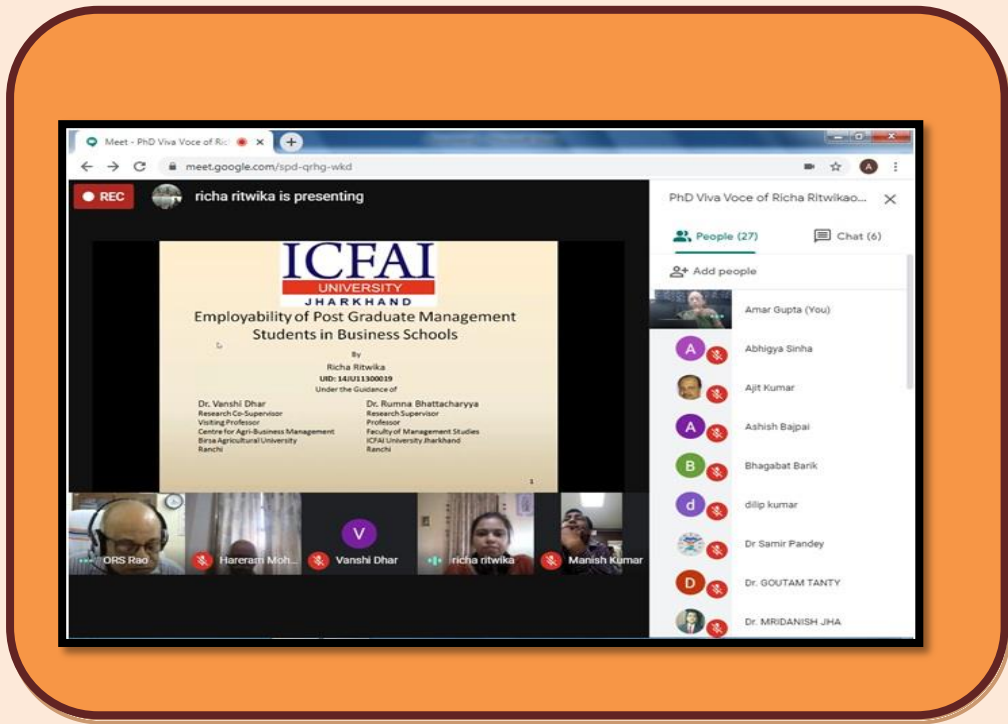 Meet - PhD Viva Voce of Ric
meet.google.com/spd-qrhg-wkd
A
REC
richa ritwika is presenting
ICFAI
UNIVERSITY
JHARKHAND
Employability of Post Graduate Management
Students in Business Schools
By
Richa Ritwika
UID: 14JU11300019
Under the Guidance of
Dr. Vanshi Dhar
Research Co-Supervisor
Visiting Professor
Centre for Agri-Business Management
Birsa Agricultural University
Ranchi
Dr. Rumna Bhattacharyya
Research Supervisor
Professor
Faculty of Management Studies
ICFAI University Jharkhand
Ranchi
1
ORS Rao
Hareram Moh...
V
Vanshi Dhar
richa ritwika
Manish Kumar
PhD Viva Voce of Richa Ritwikao...
People (27)
Chat (6)
Add people
Amar Gupta (You)
A
Abhigya Sinha
Ajit Kumar
A
Ashish Bajpai
B
Bhagabat Barik
d
dilip kumar
Dr Samir Pandey
D
Dr. GOUTAM TANTY
Dr. MRIDANISH JHA